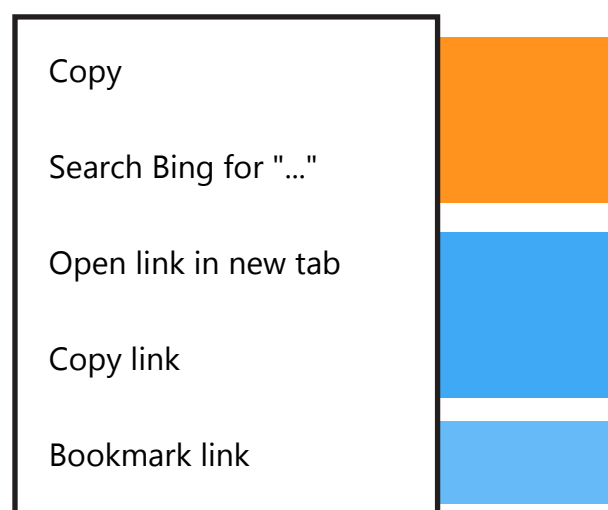 Copy
Search Bing for "..."
Open link in new tab
Copy link
Bookmark link